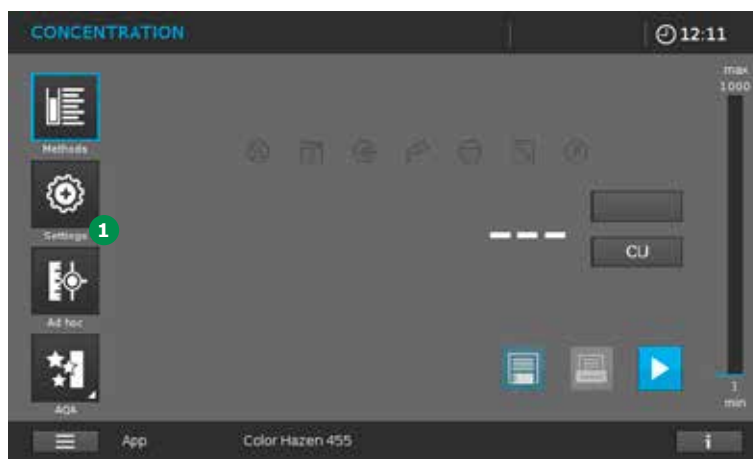 CONCENTRATION
12:11
max
1000
Methods
Settings
1
CU
Ad hoc
AQA
1
min
App
Color Hazen 455
i